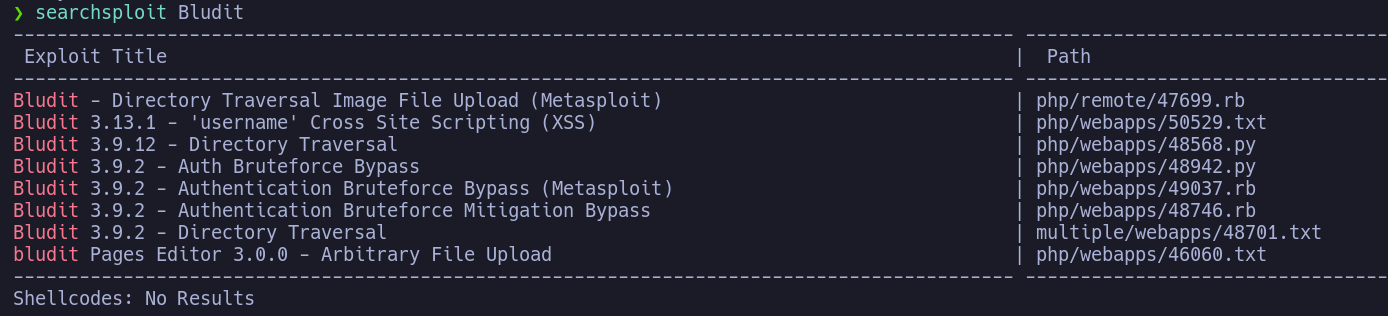 ❯ searchsploit Bludit
------------------------------------------------------------------------------------------- ---------------------------------
 Exploit Title                                                                             |  Path
------------------------------------------------------------------------------------------- ---------------------------------
Bludit - Directory Traversal Image File Upload (Metasploit)                                | php/remote/47699.rb
Bludit 3.13.1 - 'username' Cross Site Scripting (XSS)                                      | php/webapps/50529.txt
Bludit 3.9.12 - Directory Traversal                                                        | php/webapps/48568.py
Bludit 3.9.2 - Auth Bruteforce Bypass                                                      | php/webapps/48942.py
Bludit 3.9.2 - Authentication Bruteforce Bypass (Metasploit)                               | php/webapps/49037.rb
Bludit 3.9.2 - Authentication Bruteforce Mitigation Bypass                                 | php/webapps/48746.rb
Bludit 3.9.2 - Directory Traversal                                                         | multiple/webapps/48701.txt
bludit Pages Editor 3.0.0 - Arbitrary File Upload                                          | php/webapps/46060.txt
------------------------------------------------------------------------------------------- ---------------------------------
Shellcodes: No Results